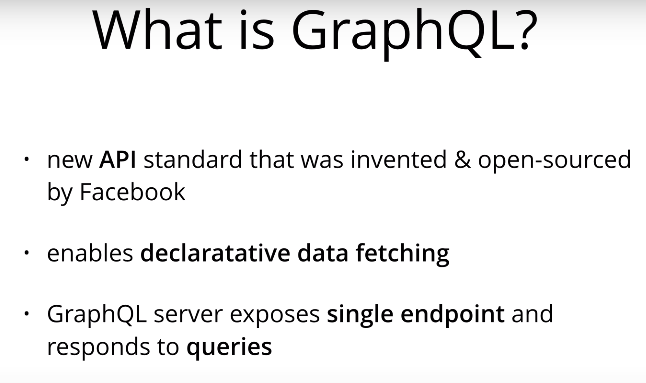 What is GraphQL?
• new API standard that was invented & open-sourced
by Facebook
• enables declaratative data fetching
• GraphQL server exposes single endpoint and
responds to queries